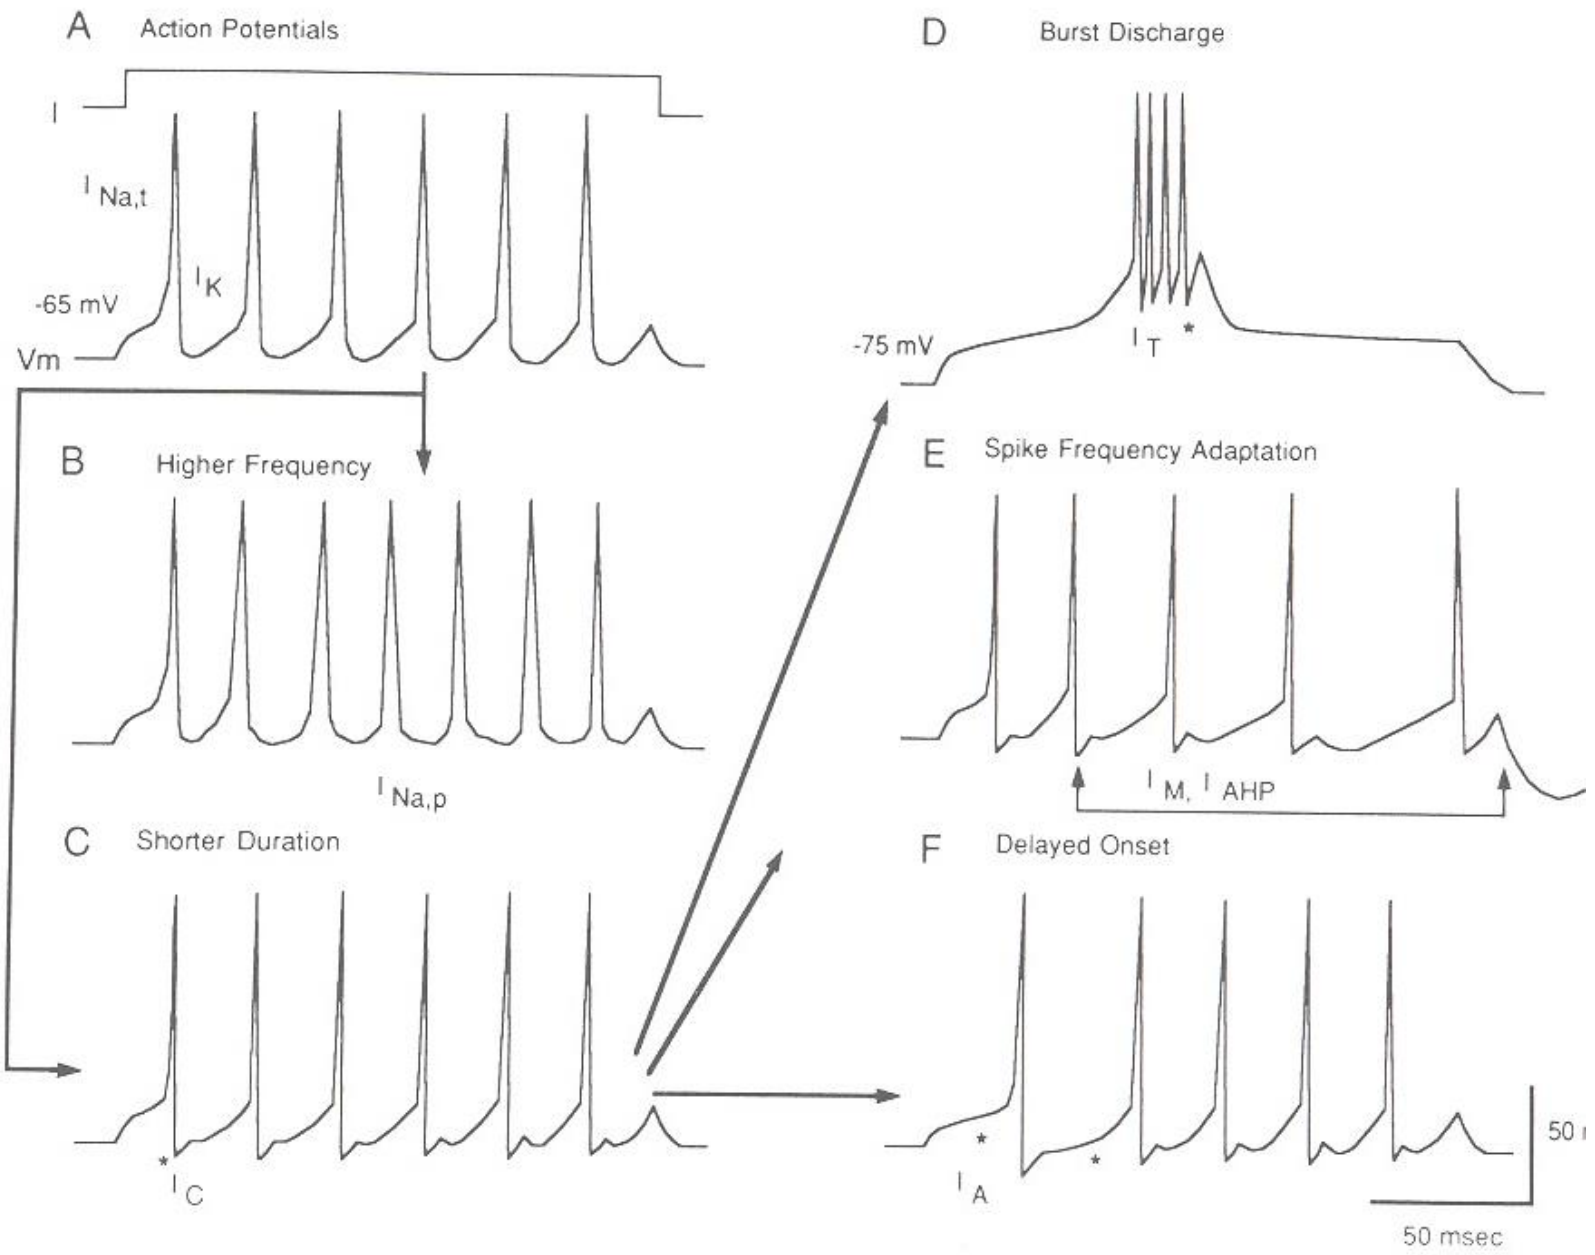 A Action Potentials
I
I Na,t
I K
-65 mV
Vm
B Higher Frequency
I Na,p
C Shorter Duration
*
I C
D Burst Discharge
-75 mV
I T
*
E Spike Frequency Adaptation
I M, I AHP
F Delayed Onset
*
*
I A
50
50 msec